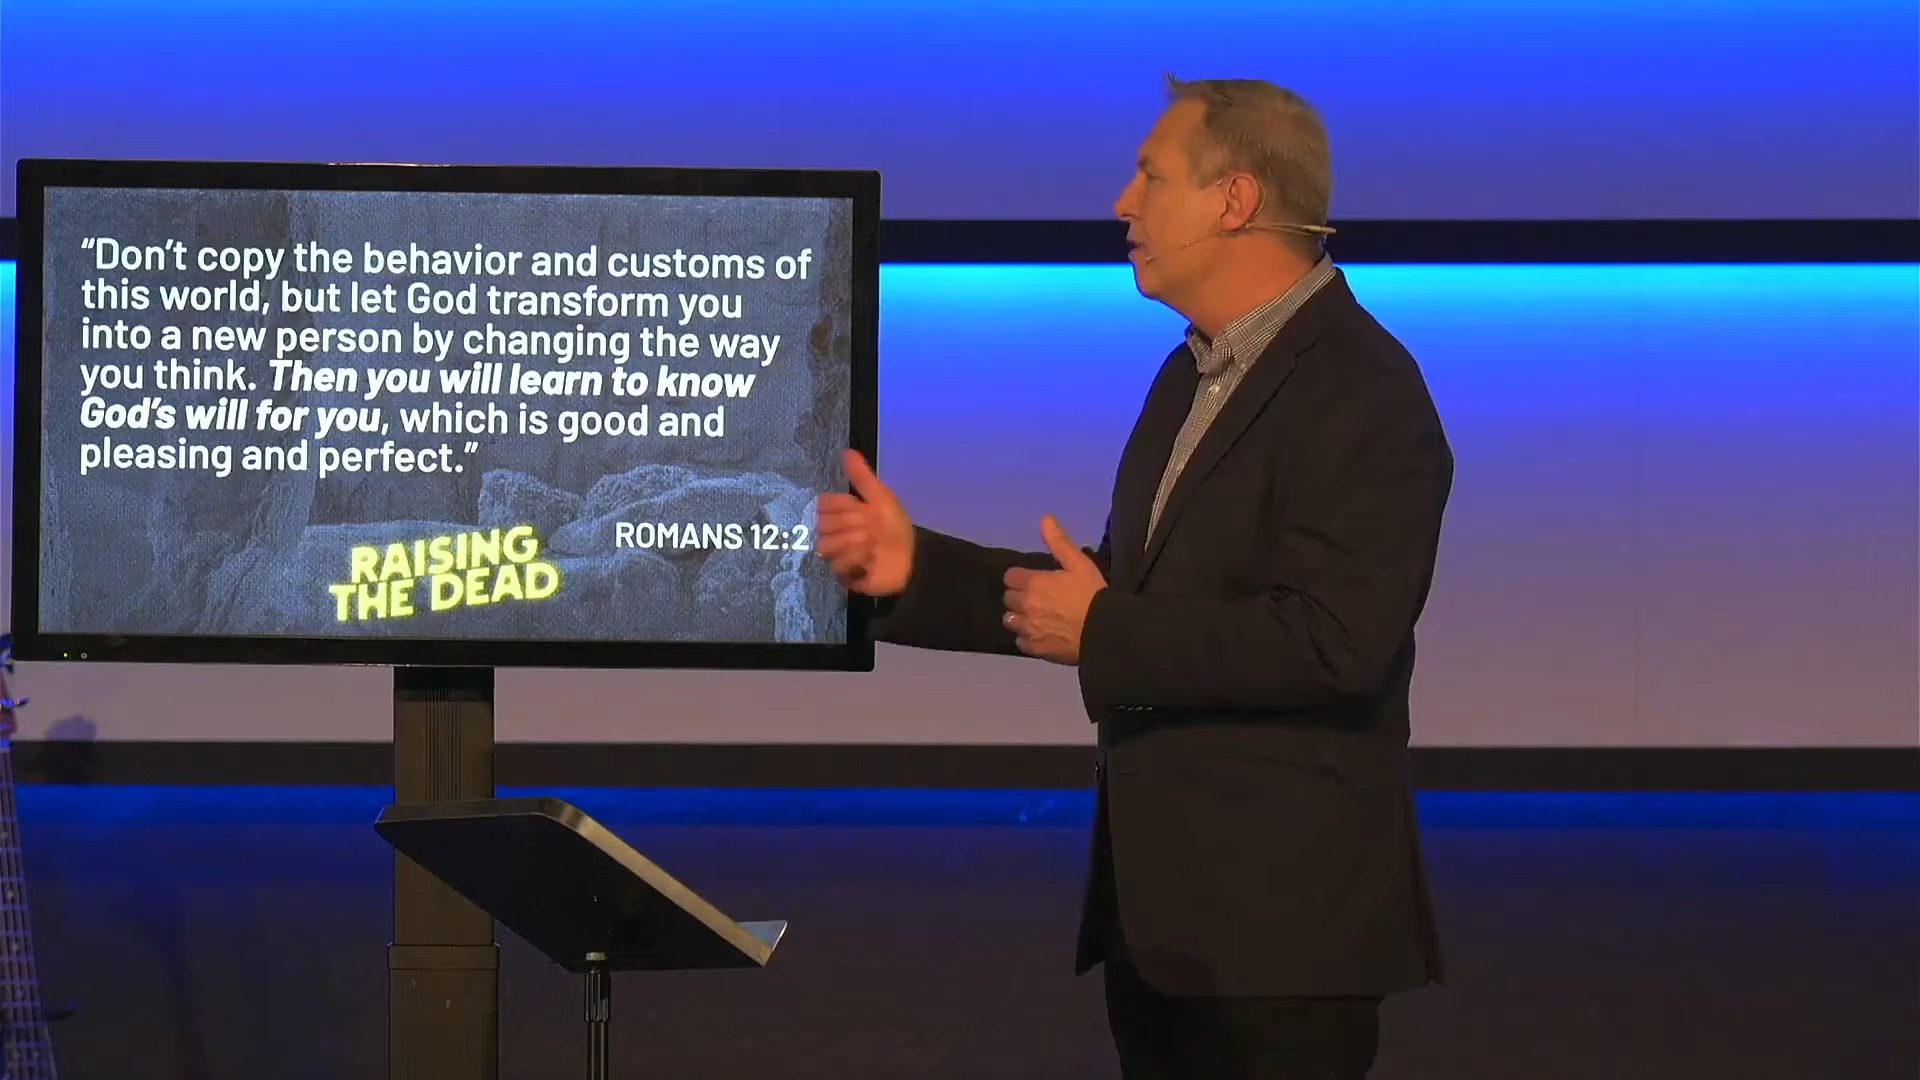 “Don’t copy the behavior and customs of
this world, but let God transform you
into a new person by changing the way
you think. Then you will learn to know
God’s will for you, which is good and
pleasing and perfect.”
ROMANS 12:2
RAISING
THE DEAD